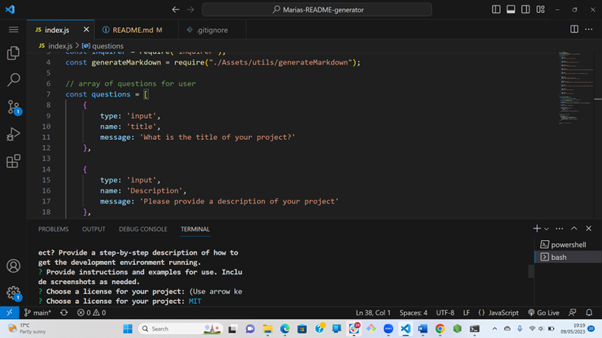 Marias-README-generator
index.js
README.md M
.gitignore
index.js > questions
3 const inquirer = require("inquirer");
4 const generateMarkdown = require("./Assets/utils/generateMarkdown");
5
6 // array of questions for user
7 const questions = [
8 {
9 type: 'input',
10 name: 'title',
11 message: 'What is the title of your project?'
12 },
13
14 {
15 type: 'input',
16 name: 'Description',
17 message: 'Please provide a description of your project'
18 },
PROBLEMS OUTPUT DEBUG CONSOLE TERMINAL
powershell
bash
ect? Provide a step-by-step description of how to
get the development environment running.
? Provide instructions and examples for use. Inclu
de screenshots as needed.
? Choose a license for your project: (Use arrow ke
? Choose a license for your project: MIT
1
1
main* 0 0 Ln 38, Col 1 Spaces: 4 UTF-8 LF {} JavaScript Go Live
17°C
Partly sunny
Search
19:19
09/05/2023